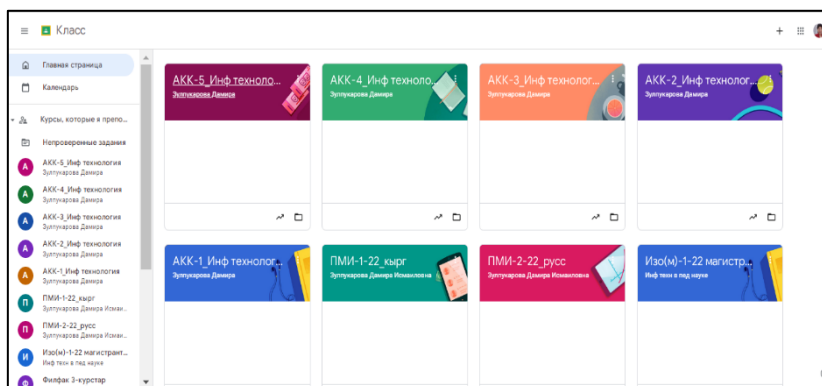 Класс
Главная страница
Календарь
Курсы, которые я препо...
Непроверенные задания
А
АКК-5_Инф технология
Зулпукарова Дамира
А
АКК-4_Инф технология
Зулпукарова Дамира
А
АКК-3_Инф технология
Зулпукарова Дамира
А
АКК-2_Инф технология
Зулпукарова Дамира
А
АКК-1_Инф технология
Зулпукарова Дамира
П
ПМИ-1-22_кырг
Зулпукарова Дамира Исмаи...
П
ПМИ-2-22_русс
Зулпукарова Дамира Исмаи...
И
Изо(м)-1-22 магистрант...
Инф техн в пед науке
Ф
Филфак 3-курстар
АКК-5_Инф техноло...
Зулпукарова Дамира
АКК-4_Инф техноло...
Зулпукарова Дамира
АКК-3_Инф технолог...
Зулпукарова Дамира
АКК-2_Инф технолог...
Зулпукарова Дамира
АКК-1_Инф технолог...
Зулпукарова Дамира
ПМИ-1-22_кырг
Зулпукарова Дамира Исмаиловна
ПМИ-2-22_русс
Зулпукарова Дамира Исмаиловна
Изо(м)-1-22 магистр...
Инф техн в пед науке